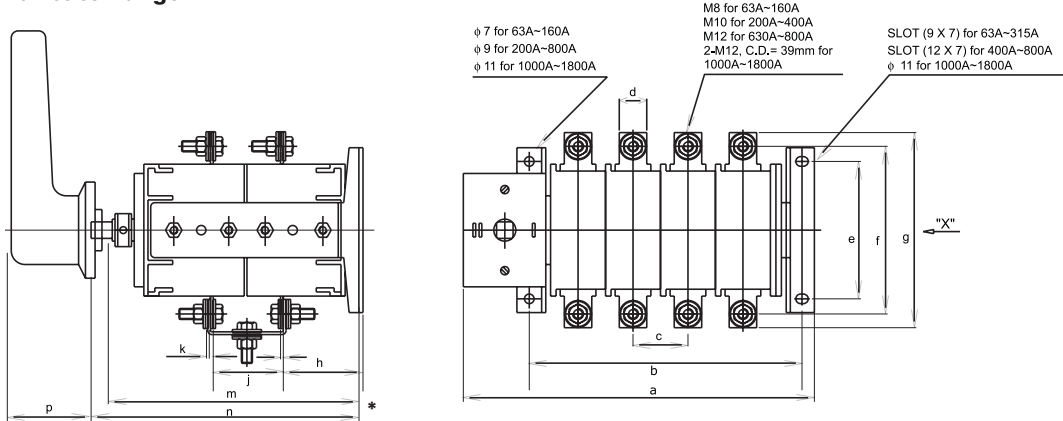 M8 for 63A~160A
M10 for 200A~400A
M12 for 630A~800A
2-M12, C.D.= 39mm for
1000A~1800A
ϕ 7 for 63A~160A
ϕ 9 for 200A~800A
ϕ 11 for 1000A~1800A
SLOT (9 X 7) for 63A~315A
SLOT (12 X 7) for 400A~800A
ϕ 11 for 1000A~1800A
d
"X"
e
f
g
k
h
j
c
b
m
a
p
n
*